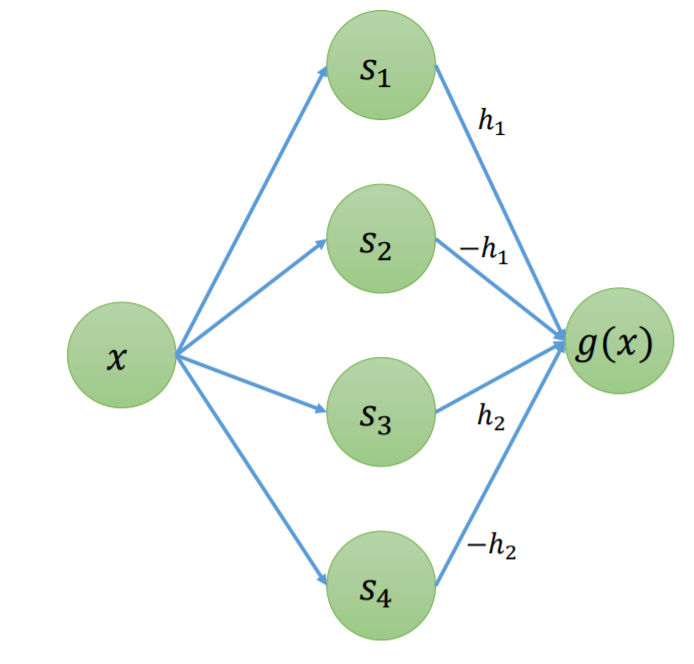 s₁
h₁
s₂
−h₁
x
g(x)
s₃
h₂
−h₂
s₄